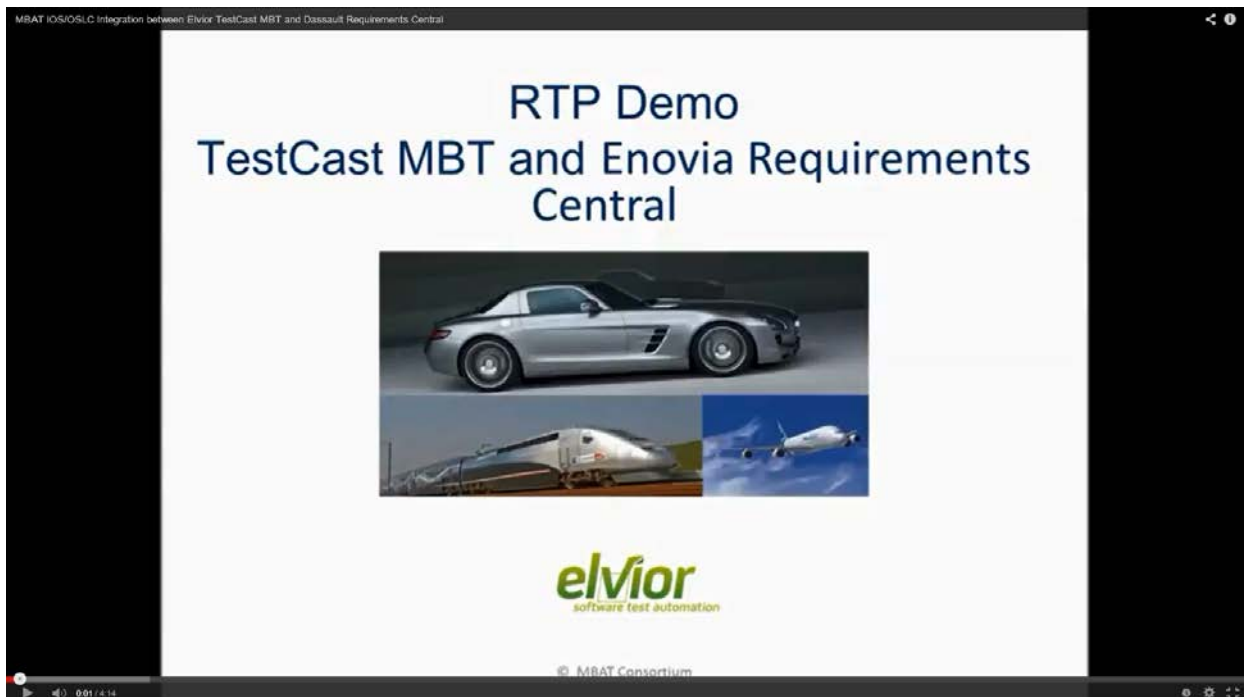 MBAT IOS/OSLC Integration between Elvior TestCast MBT and Dassault Requirements Central
RTP Demo
TestCast MBT and Enovia Requirements
Central
elvior
software test automation
© MBAT Consortium
0:01 / 4:14